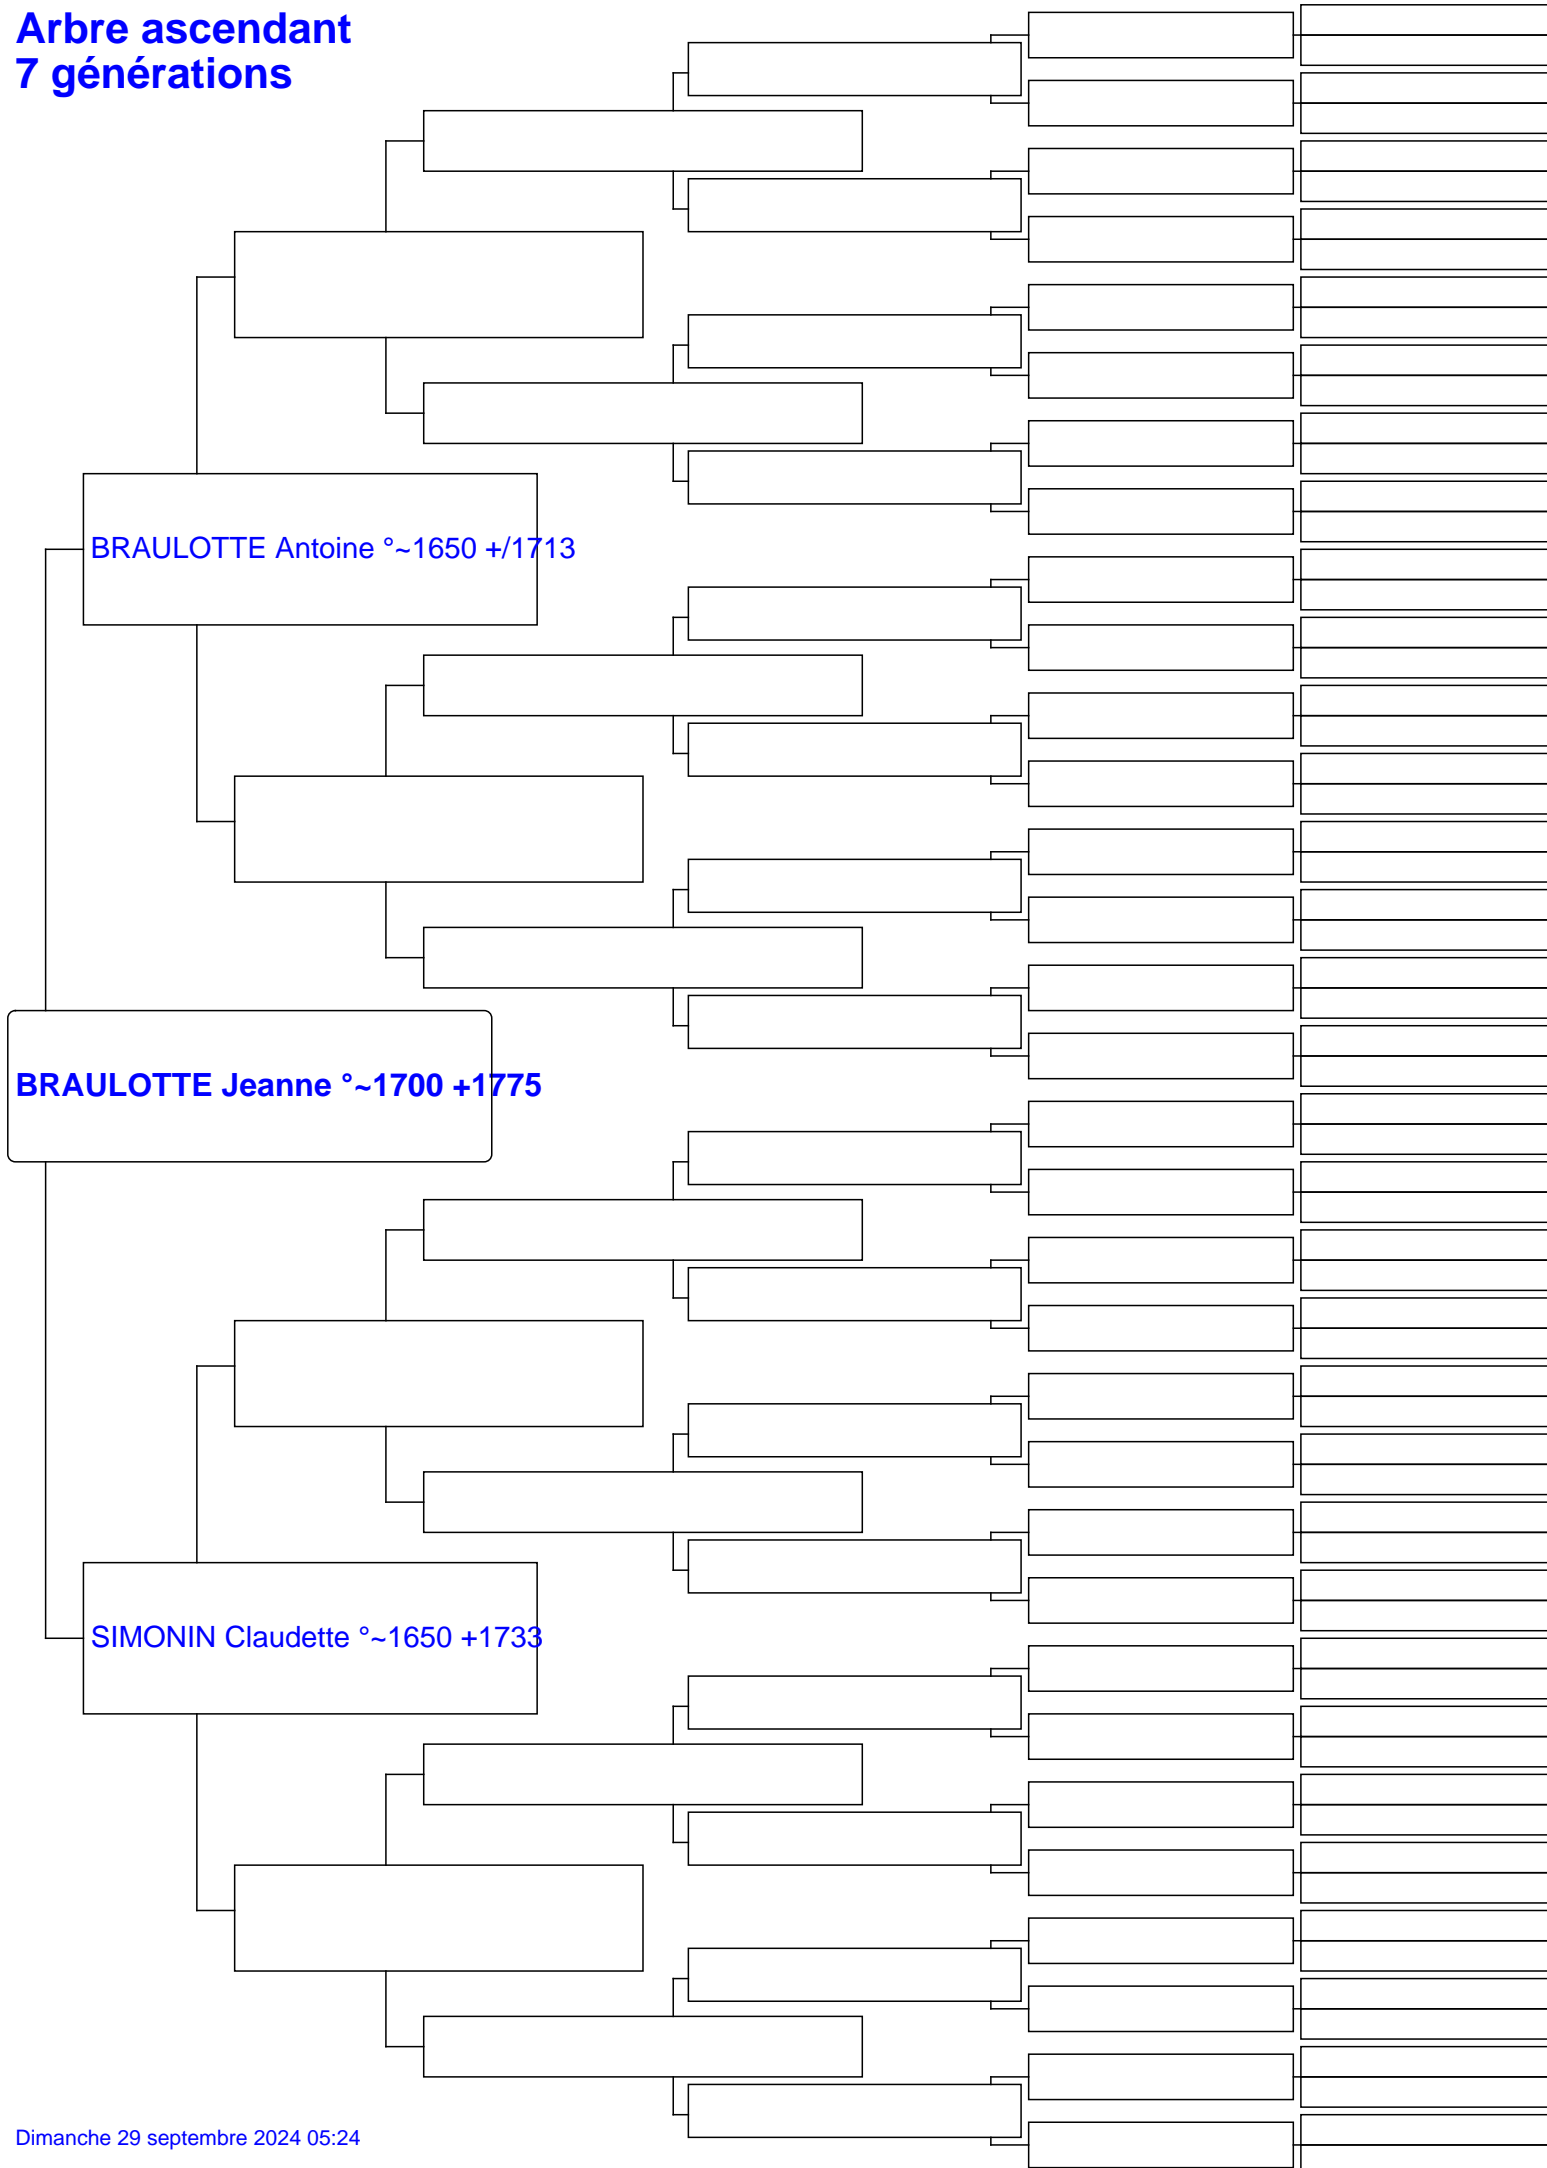 Arbre ascendant
7 générations
BRAULOTTE Antoine °~1650 +/1713
BRAULOTTE Jeanne °~1700 +1775
SIMONIN Claudette °~1650 +1733
Dimanche 29 septembre 2024 05:24